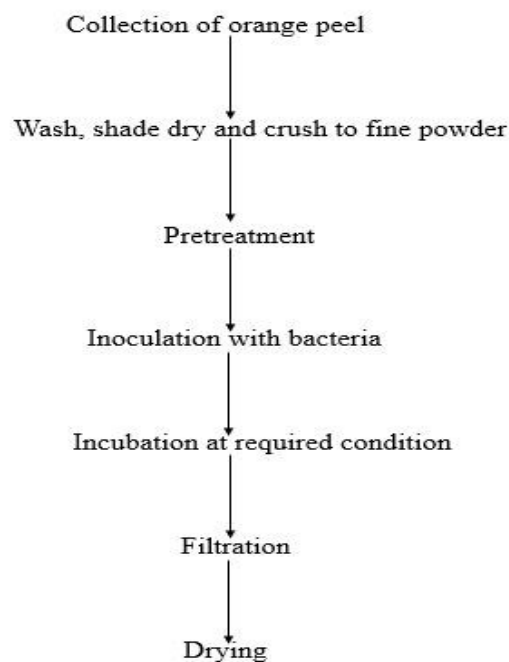 Collection of orange peel
Wash, shade dry and crush to fine powder
Pretreatment
Inoculation with bacteria
Incubation at required condition
Filtration
Drying